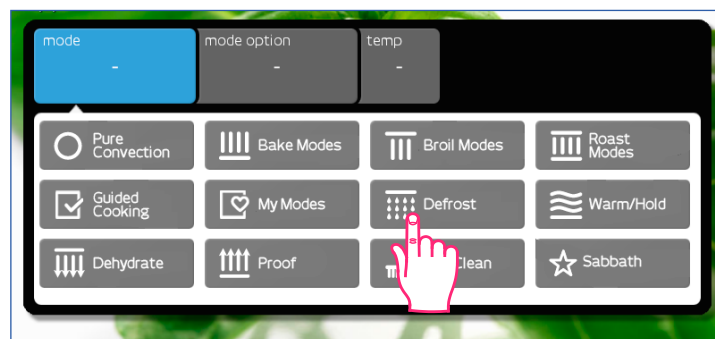 mode
-
mode option
-
temp
-
Pure
Convection
Bake Modes
Broil Modes
Roast
Modes
Guided
Cooking
My Modes
Defrost
Warm/Hold
Dehydrate
Proof
Clean
Sabbath